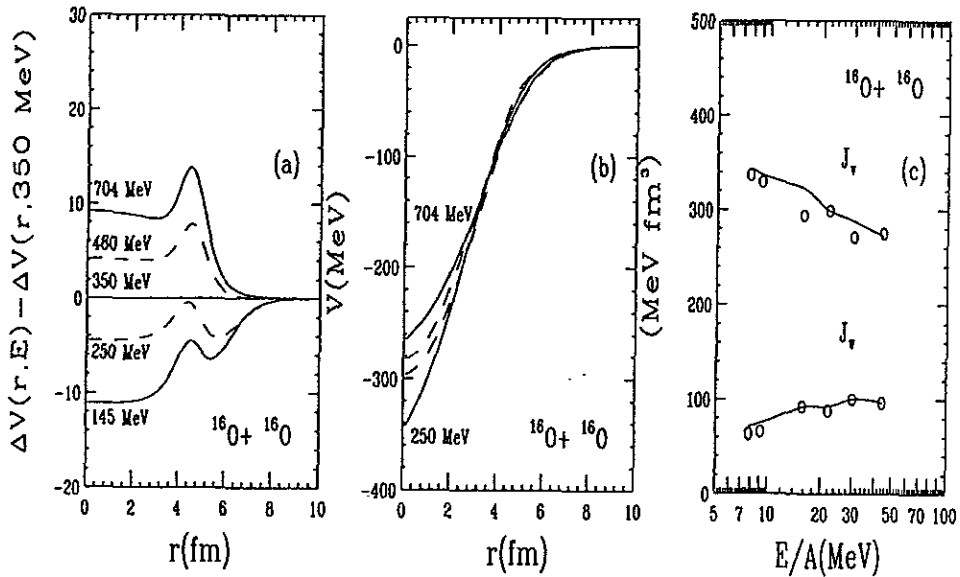 ΔV(r,E)−ΔV(r,350 MeV)
30
20
10
0
-10
-20
704 MeV
480 MeV
350 MeV
250 MeV
145 MeV
(a)
¹⁶O+ ¹⁶O
0 2 4 6 8 10
r(fm)
V(MeV)
0
-100
-200
-300
-400
704
250 MeV
(b)
¹⁶O+ ¹⁶O
0 2 4 6 8 10
r(fm)
(MeV fm³)
500
400
300
200
100
0
¹⁶O+ ¹⁶O
Jᵥ
(c)
5 7 10 20 30 50 70 100
E/A(MeV)